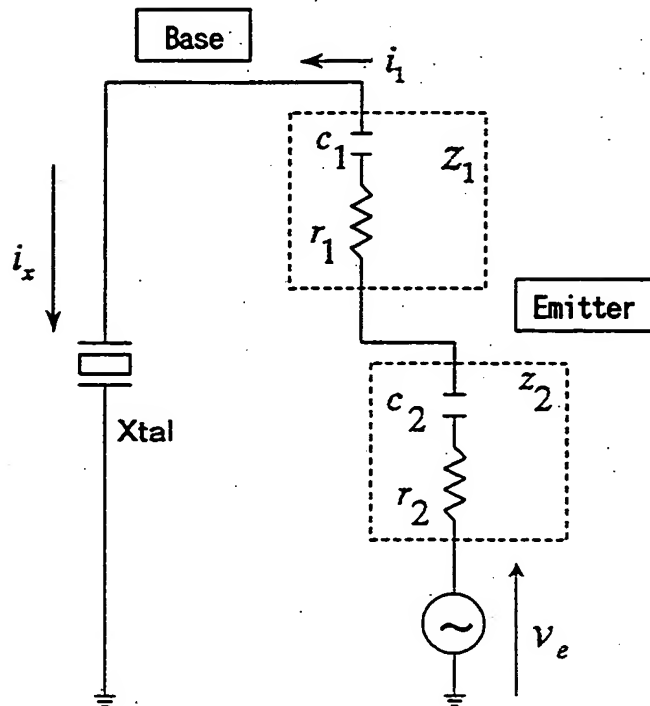 Base
i₁
c₁
Z₁
r₁
iₓ
Emitter
z₂
c₂
Xtal
r₂
~
vₑ